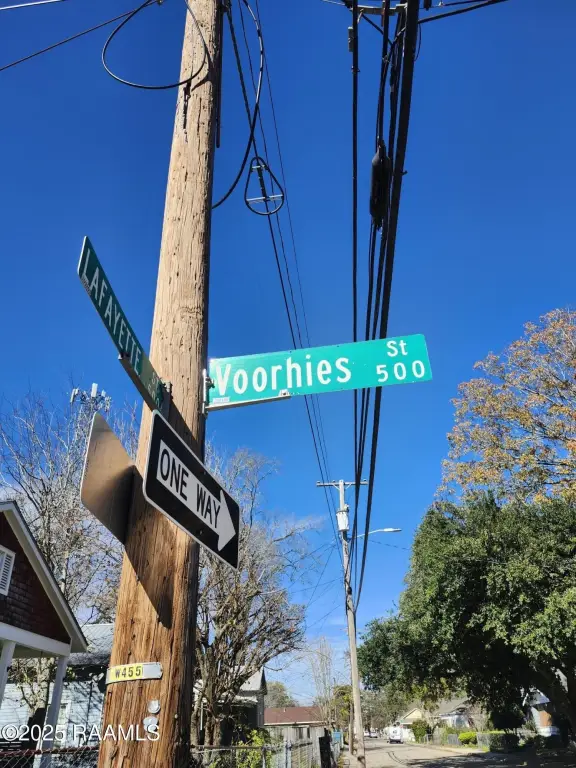 LAFAYETTE
Voorhies St
500
ONE WAY
W455
©2025 RAAMLS